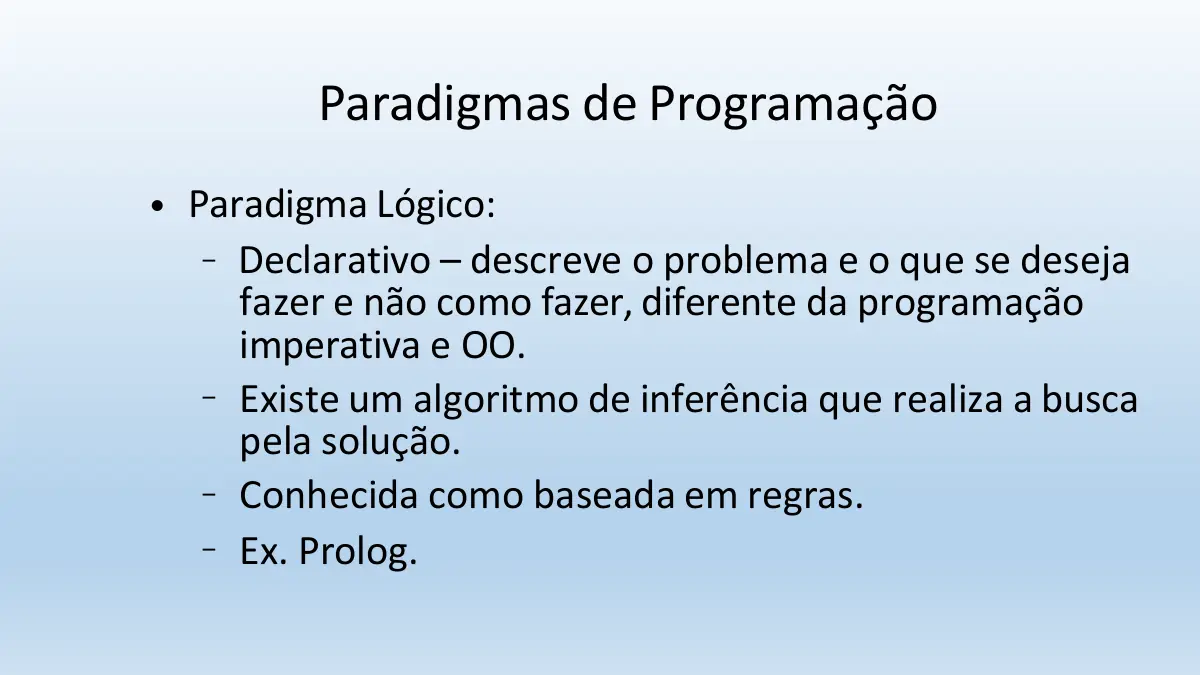 Paradigmas de Programação
• Paradigma Lógico:
– Declarativo – descreve o problema e o que se deseja
fazer e não como fazer, diferente da programação
imperativa e OO.
– Existe um algoritmo de inferência que realiza a busca
pela solução.
– Conhecida como baseada em regras.
– Ex. Prolog.